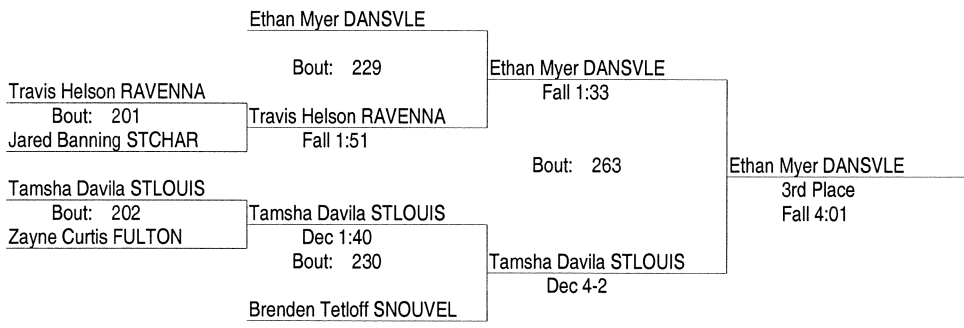 Ethan Myer DANSVLE
Bout: 229
Ethan Myer DANSVLE
Travis Helson RAVENNA
Fall 1:33
Bout: 201
Travis Helson RAVENNA
Jared Banning STCHAR
Fall 1:51
Bout: 263
Ethan Myer DANSVLE
Tamsha Davila STLOUIS
3rd Place
Bout: 202
Tamsha Davila STLOUIS
Fall 4:01
Zayne Curtis FULTON
Dec 1:40
Bout: 230
Tamsha Davila STLOUIS
Dec 4-2
Brenden Tetloff SNOUVEL